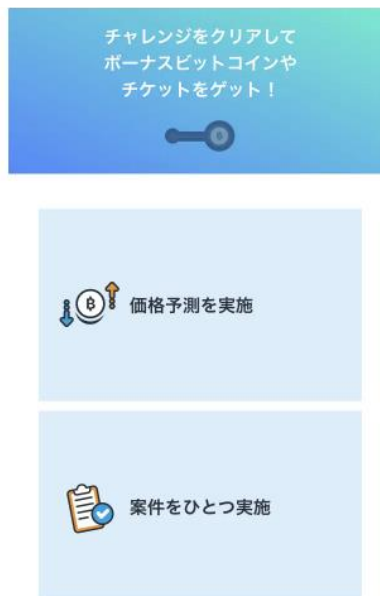 チャレンジをクリアして
ボーナスビットコインや
チケットをゲット！
価格予測を実施
案件をひとつ実施